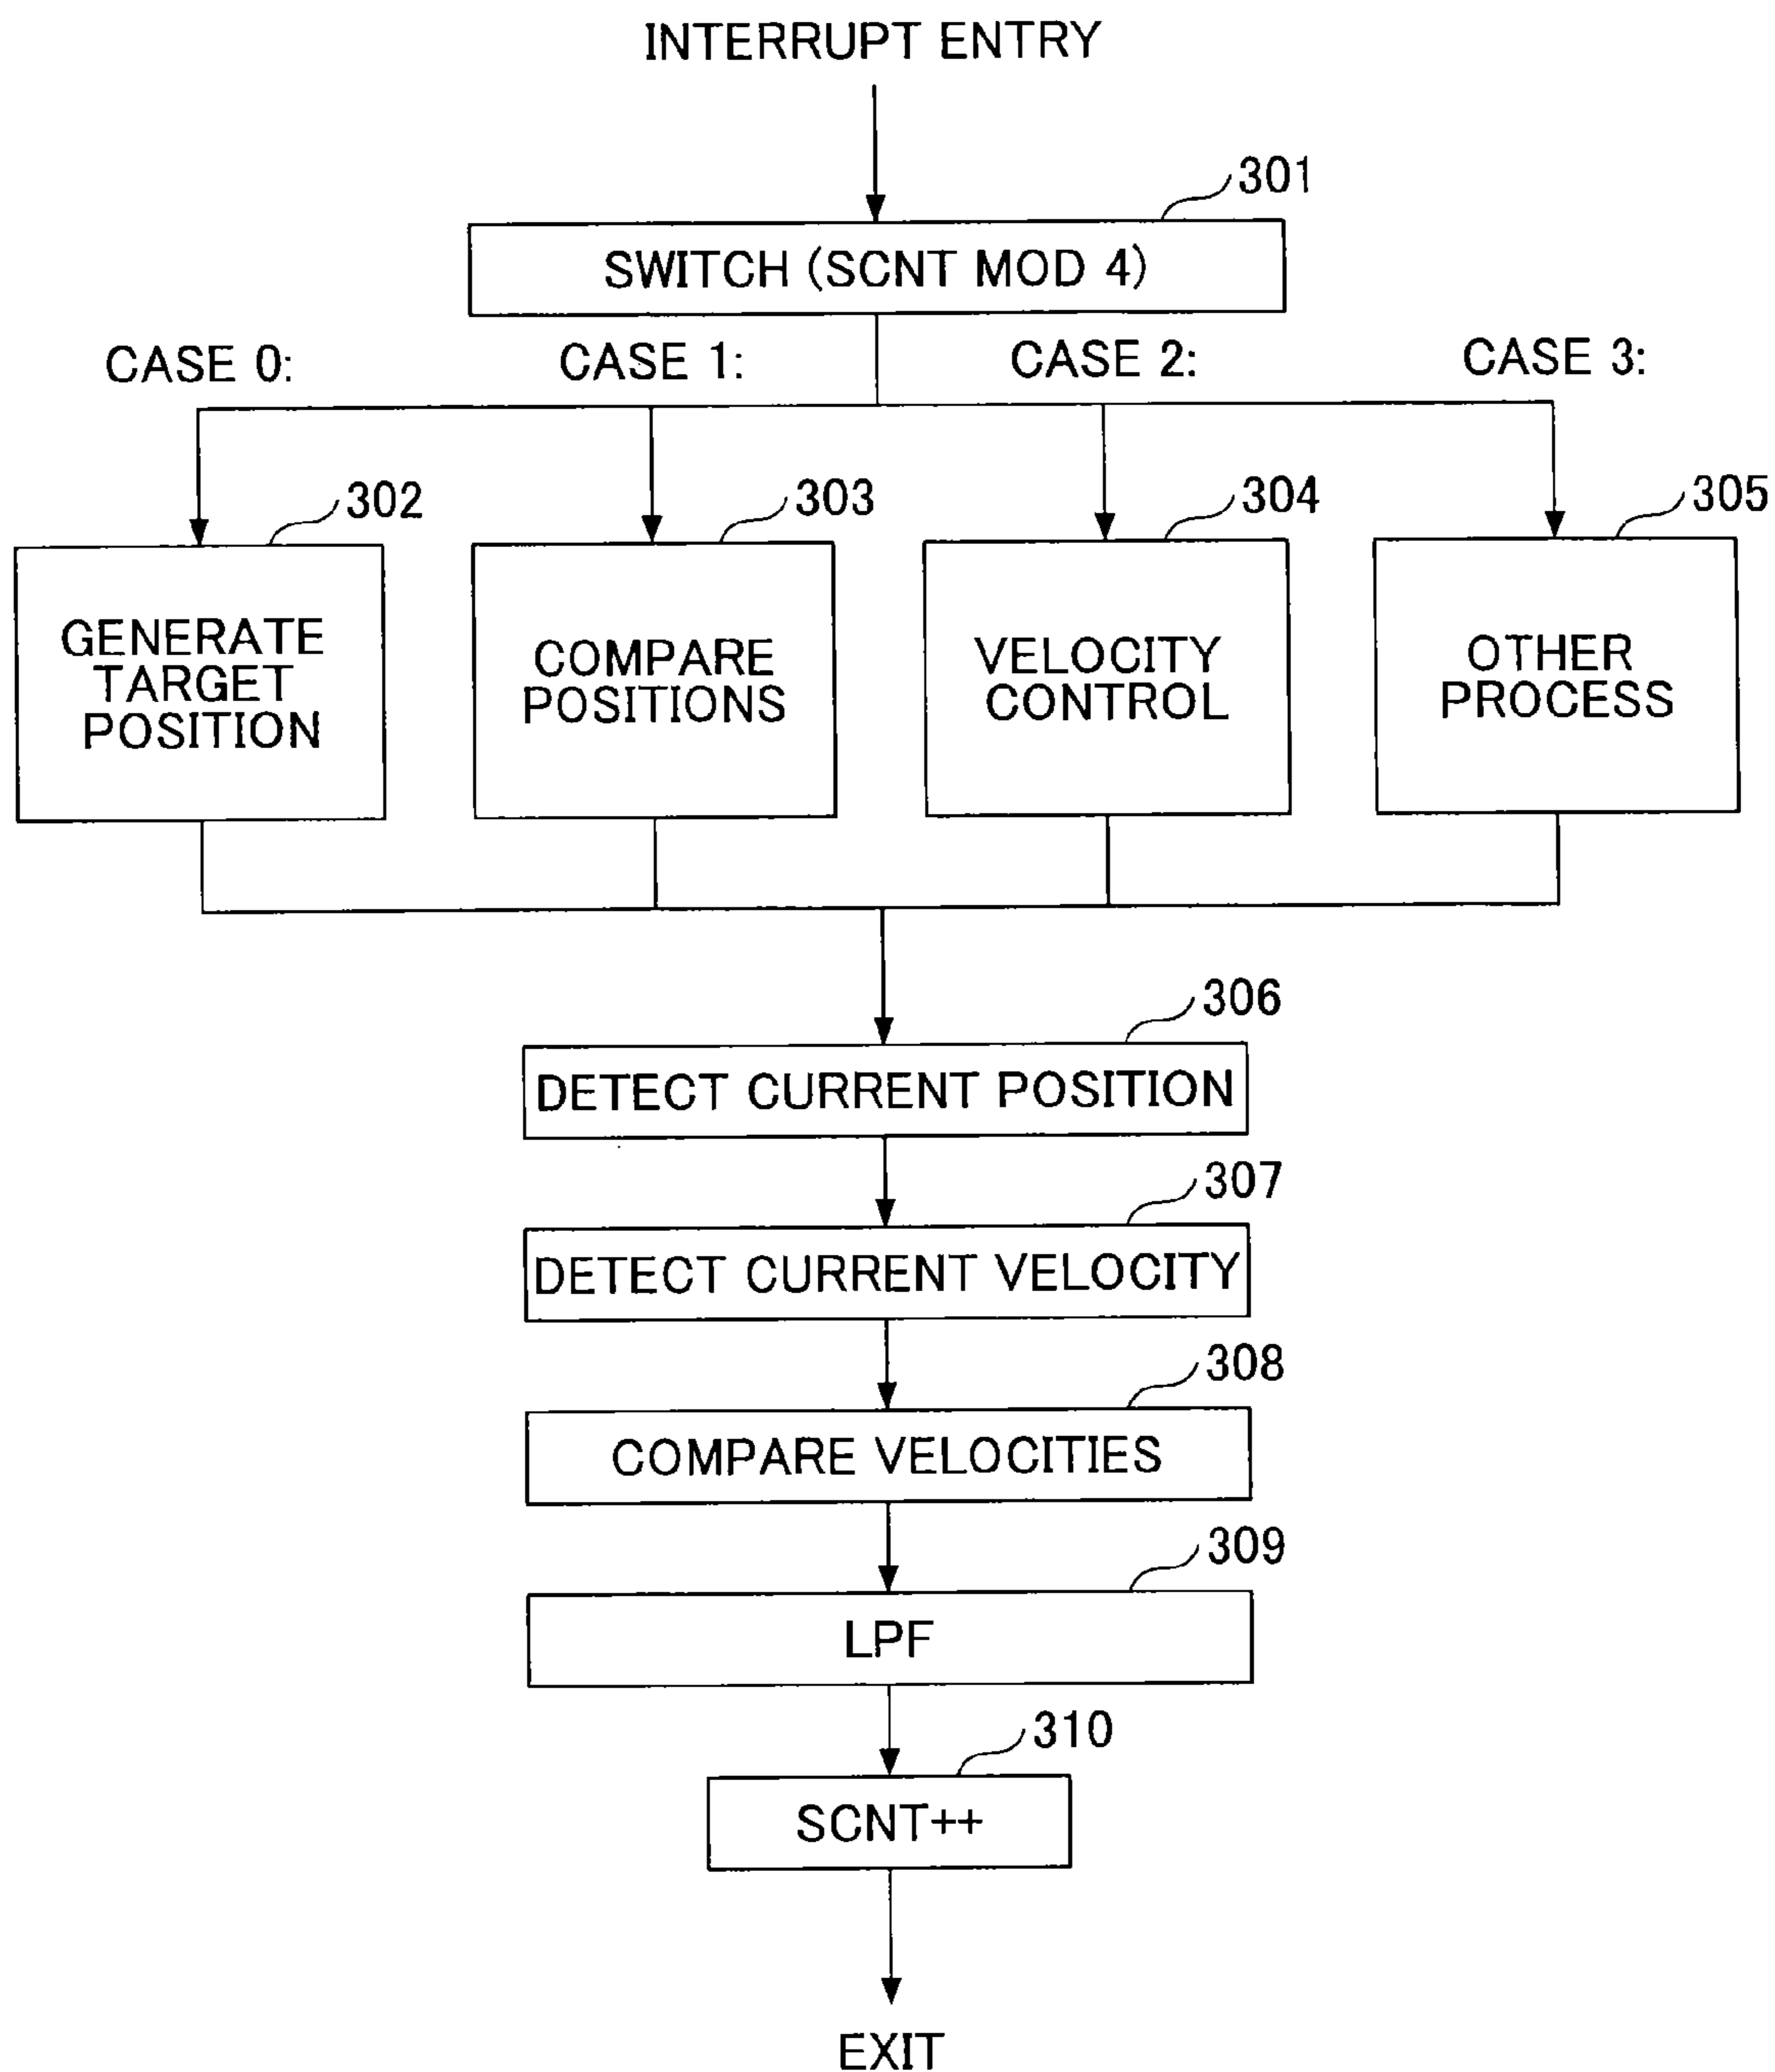 INTERRUPT ENTRY
301
SWITCH (SCNT MOD 4)
CASE 0:
CASE 1:
CASE 2:
CASE 3:
302
303
304
305
GENERATE
TARGET
POSITION
COMPARE
POSITIONS
VELOCITY
CONTROL
OTHER
PROCESS
306
DETECT CURRENT POSITION
307
DETECT CURRENT VELOCITY
308
COMPARE VELOCITIES
309
LPF
310
SCNT++
EXIT